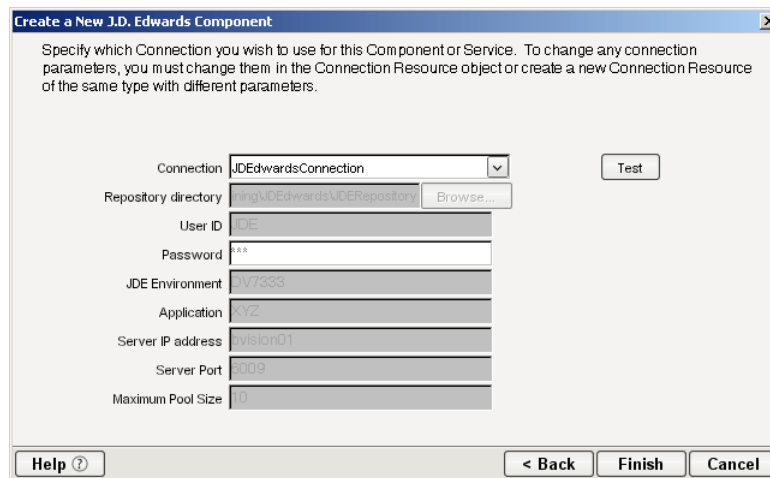 Create a New J.D. Edwards Component
Specify which Connection you wish to use for this Component or Service. To change any connection
parameters, you must change them in the Connection Resource object or create a new Connection Resource
of the same type with different parameters.
Connection JDEdwardsConnection Test
Repository directory ining\JDEdwards\JDERepository Browse...
User ID JDE
Password ***
JDE Environment DV7333
Application XYZ
Server IP address bvision01
Server Port 6009
Maximum Pool Size 10
Help ? < Back Finish Cancel